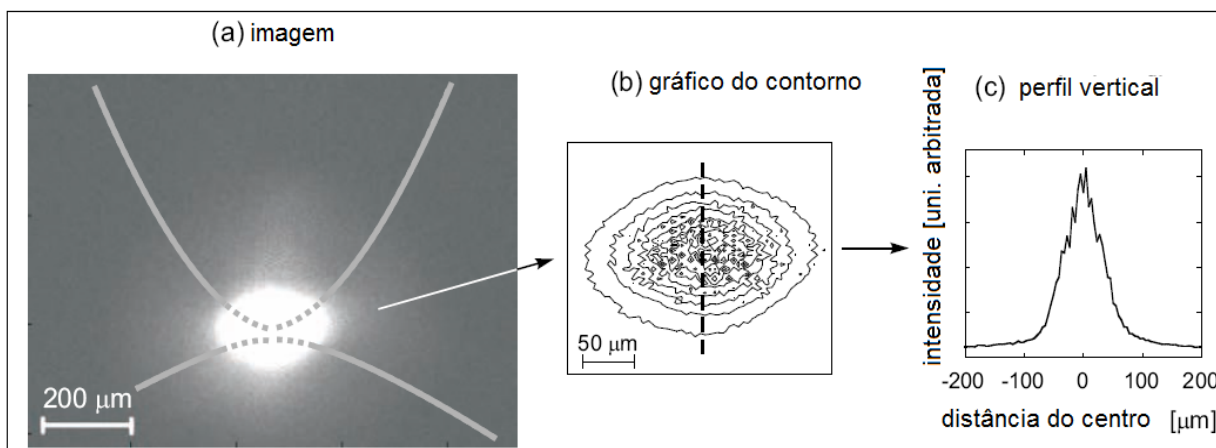 (a) imagem
200 μm
(b) gráfico do contorno
50 μm
(c) perfil vertical
intensidade [uni. arbitrada]
-200 -100 0 100 200
distância do centro [μm]